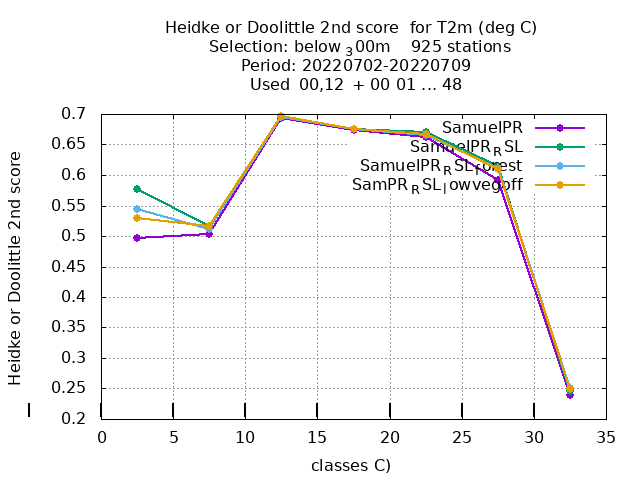 Heidke or Doolittle 2nd score for T2m (deg C)
Selection: below 300m 925 stations
Period: 20220702-20220709
Used 00,12 + 00 01 ... 48
Heidke or Doolittle 2nd score
0.7
0.65
0.6
0.55
0.5
0.45
0.4
0.35
0.3
0.25
0.2
SamuelPR
SamuelPRRSL
SamuelPRRSLforest
SamPRRSLlowvegoff
0 5 10 15 20 25 30 35
classes C)